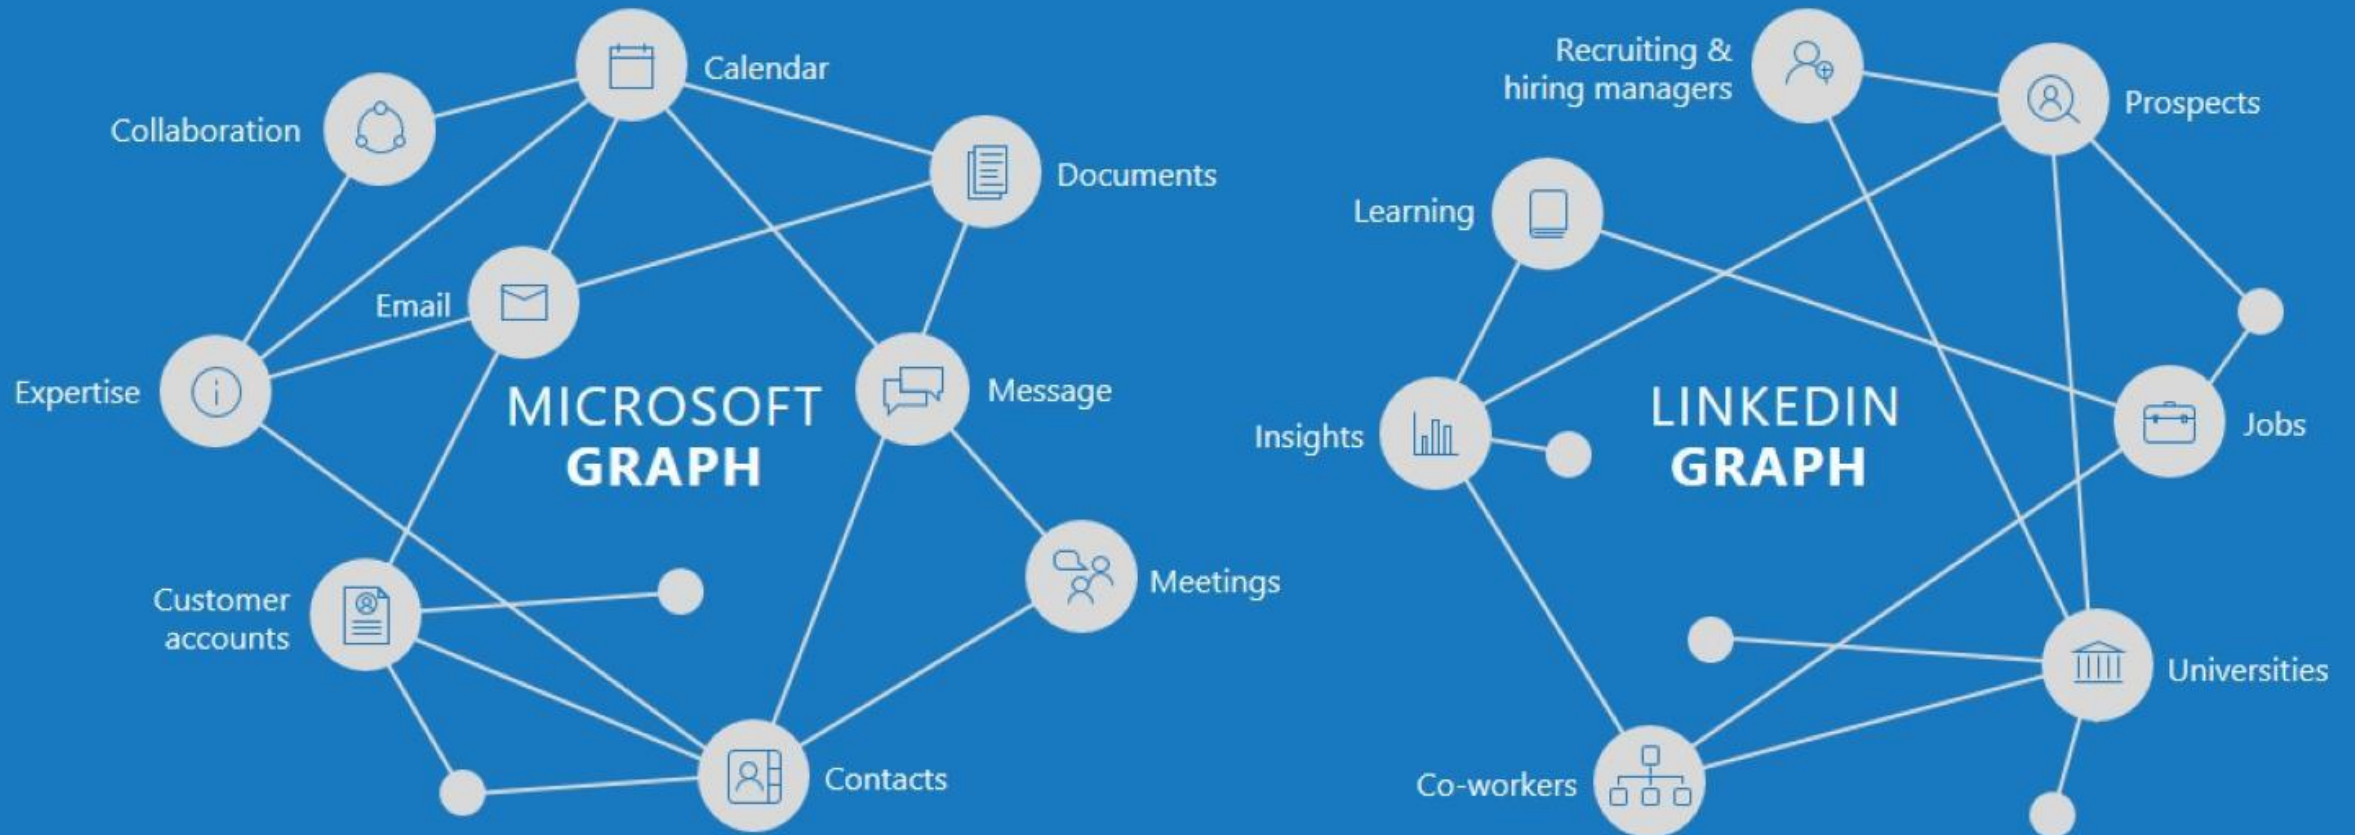 Calendar
Collaboration
Documents
Email
Expertise
MICROSOFT
GRAPH
Message
Customer
accounts
Meetings
Contacts
Recruiting &
hiring managers
Prospects
Learning
Insights
LINKEDIN
GRAPH
Jobs
Universities
Co-workers